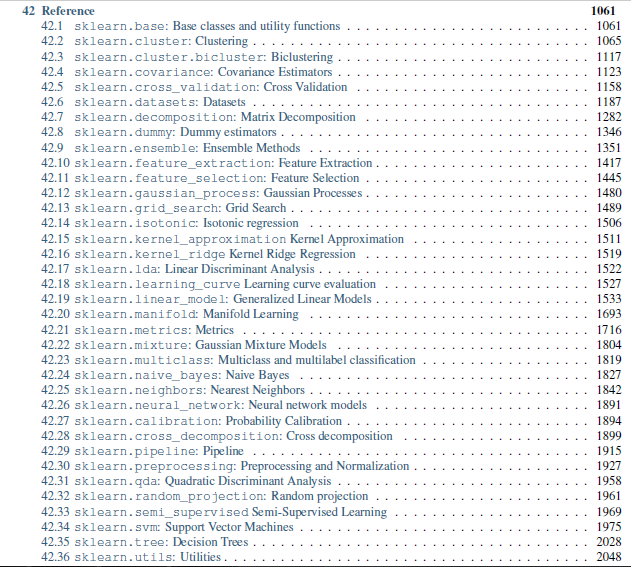 42 Reference 1061
42.1 sklearn.base: Base classes and utility functions . . . . . . . . . . . . . . . . . . . . . . . . . . 1061
42.2 sklearn.cluster: Clustering . . . . . . . . . . . . . . . . . . . . . . . . . . 1065
42.3 sklearn.cluster.bicluster: Biclustering . . . . . . . . . . . . . . . . . . . . . . . . . . 1117
42.4 sklearn.covariance: Covariance Estimators . . . . . . . . . . . . . . . . . . . . . . . . . . 1123
42.5 sklearn.cross_validation: Cross Validation . . . . . . . . . . . . . . . . . . . . . . . . . . 1158
42.6 sklearn.datasets: Datasets . . . . . . . . . . . . . . . . . . . . . . . . . . 1187
42.7 sklearn.decomposition: Matrix Decomposition . . . . . . . . . . . . . . . . . . . . . . . . 1282
42.8 sklearn.dummy: Dummy estimators . . . . . . . . . . . . . . . . . . . . . . . . . . 1346
42.9 sklearn.ensemble: Ensemble Methods . . . . . . . . . . . . . . . . . . . . . . . . . . 1351
42.10 sklearn.feature_extraction: Feature Extraction . . . . . . . . . . . . . . . . . . . . . . 1417
42.11 sklearn.feature_selection: Feature Selection . . . . . . . . . . . . . . . . . . . . . . . 1445
42.12 sklearn.gaussian_process: Gaussian Processes . . . . . . . . . . . . . . . . . . . . . . . 1480
42.13 sklearn.grid_search: Grid Search . . . . . . . . . . . . . . . . . . . . . . . . . . 1489
42.14 sklearn.isotonic: Isotonic regression . . . . . . . . . . . . . . . . . . . . . . . . . . 1506
42.15 sklearn.kernel_approximation Kernel Approximation . . . . . . . . . . . . . . . . . . . 1511
42.16 sklearn.kernel_ridge Kernel Ridge Regression . . . . . . . . . . . . . . . . . . . . . . . 1519
42.17 sklearn.lda: Linear Discriminant Analysis . . . . . . . . . . . . . . . . . . . . . . . . . . 1522
42.18 sklearn.learning_curve Learning curve evaluation . . . . . . . . . . . . . . . . . . . . . 1527
42.19 sklearn.linear_model: Generalized Linear Models . . . . . . . . . . . . . . . . . . . . . . 1533
42.20 sklearn.manifold: Manifold Learning . . . . . . . . . . . . . . . . . . . . . . . . . . 1693
42.21 sklearn.metrics: Metrics . . . . . . . . . . . . . . . . . . . . . . . . . . 1716
42.22 sklearn.mixture: Gaussian Mixture Models . . . . . . . . . . . . . . . . . . . . . . . . . . 1804
42.23 sklearn.multiclass: Multiclass and multilabel classification . . . . . . . . . . . . . . . . . . 1819
42.24 sklearn.naive_bayes: Naive Bayes . . . . . . . . . . . . . . . . . . . . . . . . . . 1827
42.25 sklearn.neighbors: Nearest Neighbors . . . . . . . . . . . . . . . . . . . . . . . . . . 1842
42.26 sklearn.neural_network: Neural network models . . . . . . . . . . . . . . . . . . . . . . 1891
42.27 sklearn.calibration: Probability Calibration . . . . . . . . . . . . . . . . . . . . . . . . 1894
42.28 sklearn.cross_decomposition: Cross decomposition . . . . . . . . . . . . . . . . . . . . 1899
42.29 sklearn.pipeline: Pipeline . . . . . . . . . . . . . . . . . . . . . . . . . . 1915
42.30 sklearn.preprocessing: Preprocessing and Normalization . . . . . . . . . . . . . . . . . . 1927
42.31 sklearn.qda: Quadratic Discriminant Analysis . . . . . . . . . . . . . . . . . . . . . . . . . 1958
42.32 sklearn.random_projection: Random projection . . . . . . . . . . . . . . . . . . . . . . 1961
42.33 sklearn.semi_supervised Semi-Supervised Learning . . . . . . . . . . . . . . . . . . . . . 1969
42.34 sklearn.svm: Support Vector Machines . . . . . . . . . . . . . . . . . . . . . . . . . . 1975
42.35 sklearn.tree: Decision Trees . . . . . . . . . . . . . . . . . . . . . . . . . . 2028
42.36 sklearn.utils: Utilities . . . . . . . . . . . . . . . . . . . . . . . . . . 2048